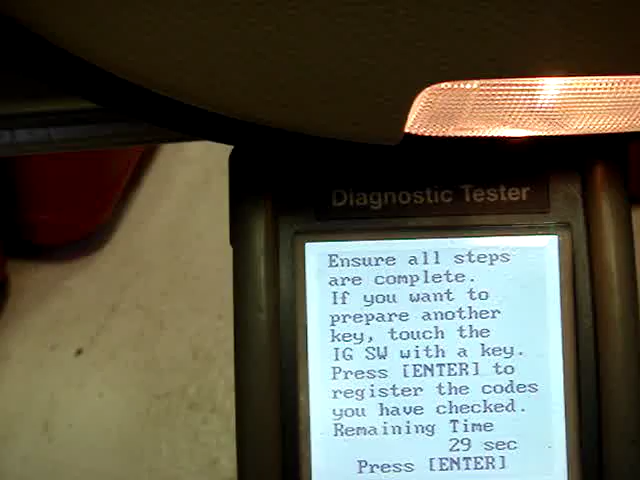 Diagnostic Tester
Ensure all steps
are complete.
If you want to
prepare another
key, touch the
IG SW with a key.
Press [ENTER] to
register the codes
you have checked.
Remaining Time
29 sec
Press [ENTER]